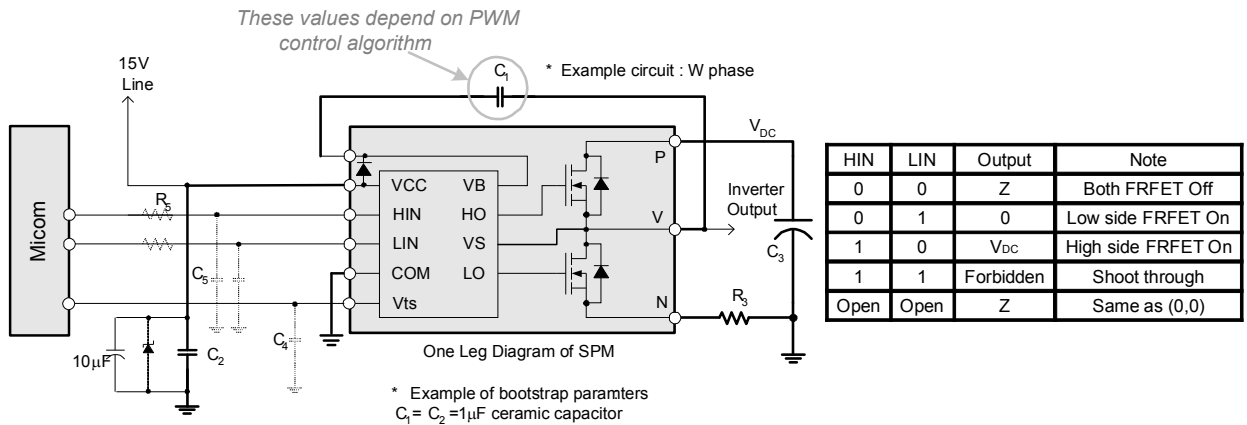 These values depend on PWM
control algorithm
15V
Line
C1
* Example circuit : W phase
VDC
P
Micom
R5
VCC
VB
HIN
HO
LIN
VS
COM
LO
Vts
V
N
Inverter
Output
C3
R3
C5
C4
10μF
C2
One Leg Diagram of SPM
* Example of bootstrap paramters
C1= C2 =1μF ceramic capacitor
HIN LIN Output Note
0 0 Z Both FRFET Off
0 1 0 Low side FRFET On
1 0 VDC High side FRFET On
1 1 Forbidden Shoot through
Open Open Z Same as (0,0)